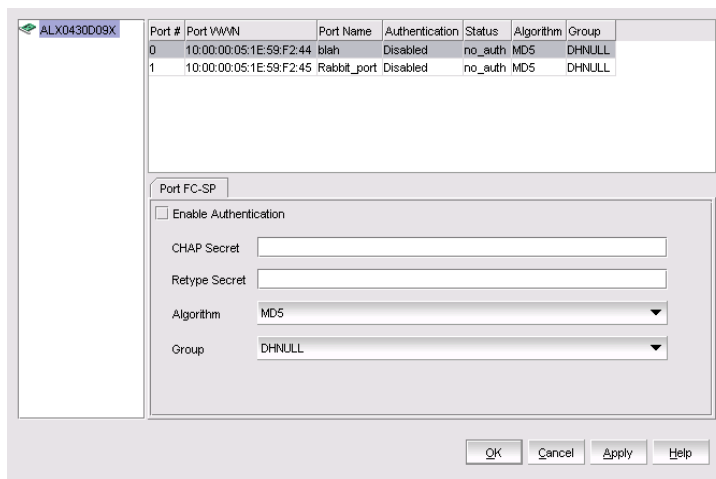 ALX0430D09X
Port # Port WWN Port Name Authentication Status Algorithm Group
0 10:00:00:05:1E:59:F2:44 blah Disabled no_auth MD5 DHNULL
1 10:00:00:05:1E:59:F2:45 Rabbit_port Disabled no_auth MD5 DHNULL
Port FC-SP
Enable Authentication
CHAP Secret
Retype Secret
Algorithm MD5
Group DHNULL
OK Cancel Apply Help